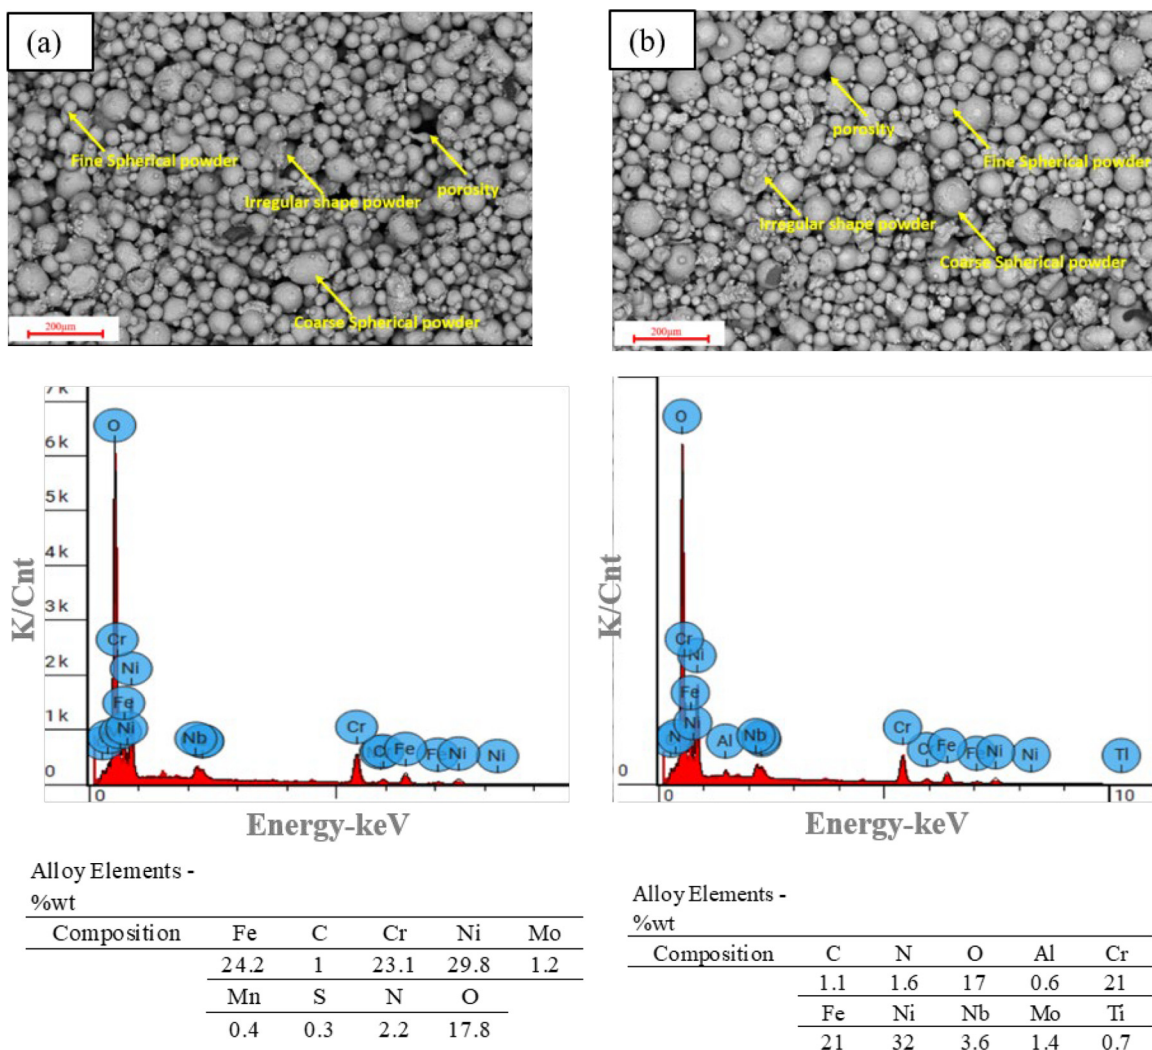 (a)
Fine Spherical powder
Irregular shape powder
porosity
Coarse Spherical powder
200μm
(b)
porosity
Fine Spherical powder
Irregular shape powder
Coarse Spherical powder
200μm
7k
6k
5k
4k
3k
2k
1k
0
O
Cr
Ni
Fe
Ni
Nb
Cr
C
Fe
Fe
Ni
Ni
0
K/Cnt
Energy-keV
O
Cr
Ni
Fe
Ni
N
Al
Nb
Cr
C
Fe
Fe
Ni
Ni
Tl
0
0
10
K/Cnt
Energy-keV
Alloy Elements -
%wt
Composition Fe C Cr Ni Mo
24.2 1 23.1 29.8 1.2
Mn S N O
0.4 0.3 2.2 17.8
Alloy Elements -
%wt
Composition C N O Al Cr
1.1 1.6 17 0.6 21
Fe Ni Nb Mo Ti
21 32 3.6 1.4 0.7